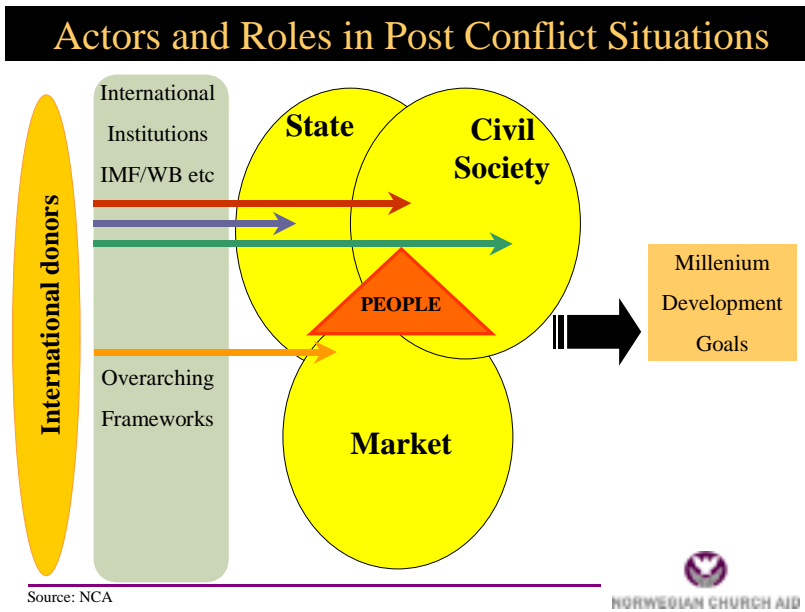 Actors and Roles in Post Conflict Situations
International donors
International
Institutions
IMF/WB etc
Overarching
Frameworks
State
Civil
Society
PEOPLE
Market
Millenium
Development
Goals
Source: NCA
NORWEGIAN CHURCH AID